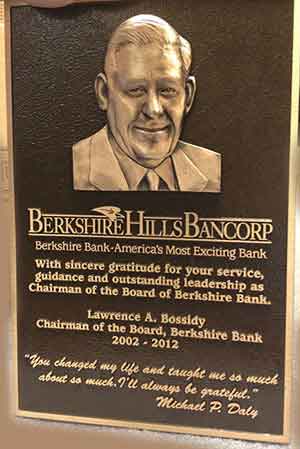 BERKSHIRE HILLS BANCORP
Berkshire Bank-America's Most Exciting Bank
With sincere gratitude for your service,
guidance and outstanding leadership as
Chairman of the Board of Berkshire Bank.
Lawrence A. Bossidy
Chairman of the Board, Berkshire Bank
2002 - 2012
"You changed my life and taught me so much
about so much. I'll always be grateful."
Michael P. Daly